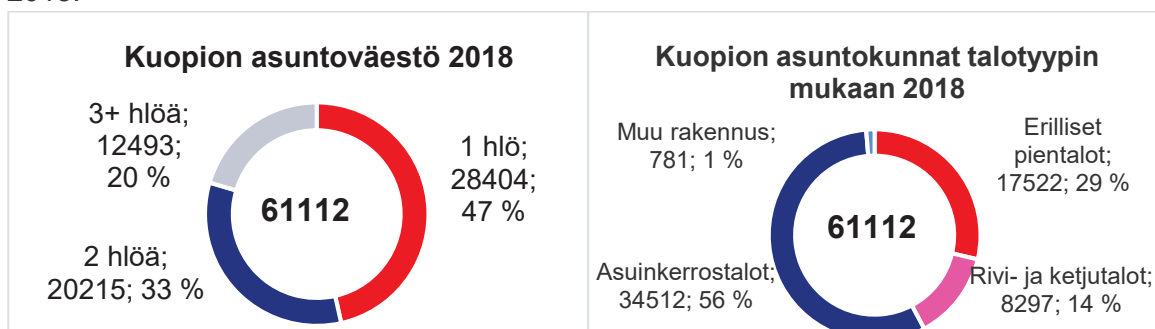 Kuopion asuntoväestö 2018
3+ hlöä;
12493;
20 %
1 hlö;
28404;
47 %
61112
2 hlöä;
20215; 33 %
Kuopion asuntokunnat talotyypin
mukaan 2018
Muu rakennus;
781; 1 %
Erilliset
pientalot;
17522; 29 %
61112
Asuinkerrostalot;
34512; 56 %
Rivi- ja ketjutalot;
8297; 14 %